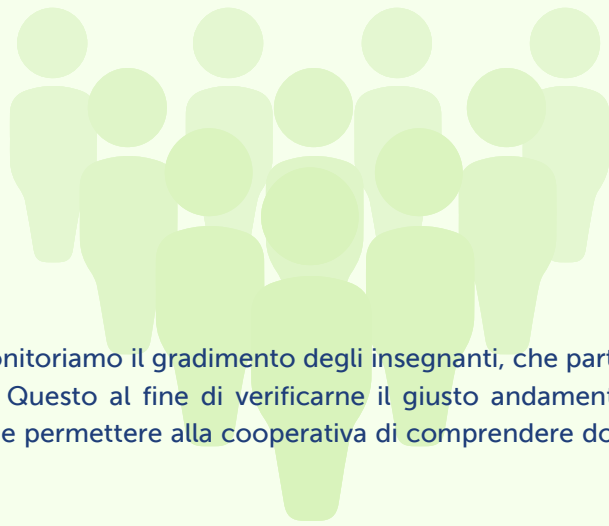 nitoriamo il gradimento degli insegnanti, che part
Questo al fine di verificarne il giusto andament
e permettere alla cooperativa di comprendere do